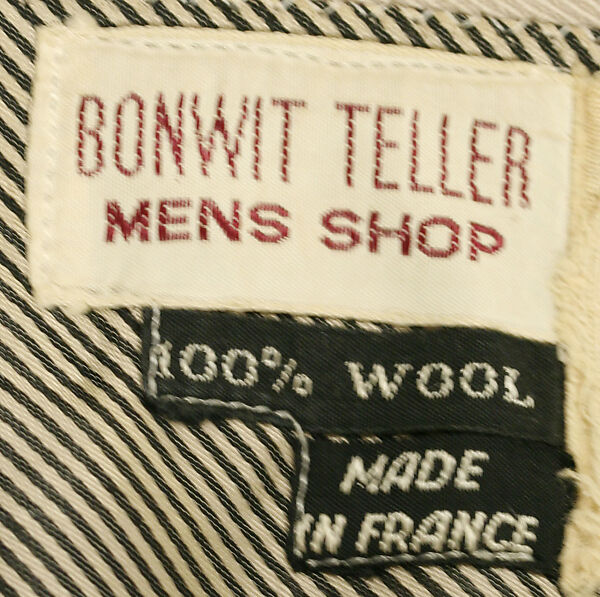 BONWIT TELLER
MENS SHOP
100% WOOL
MADE
IN FRANCE